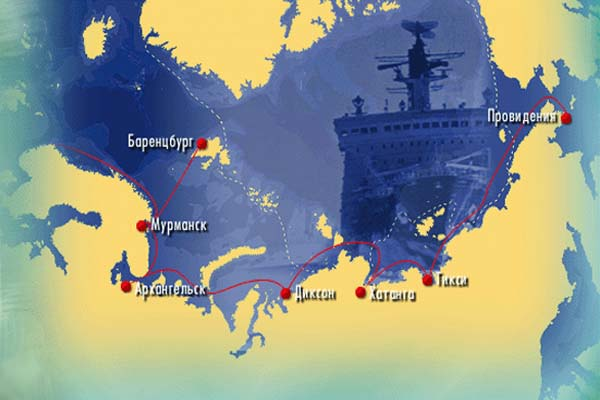 Провидения
Баренцбург
Мурманск
Тикси
Архангельск
Диксон
Хатанга